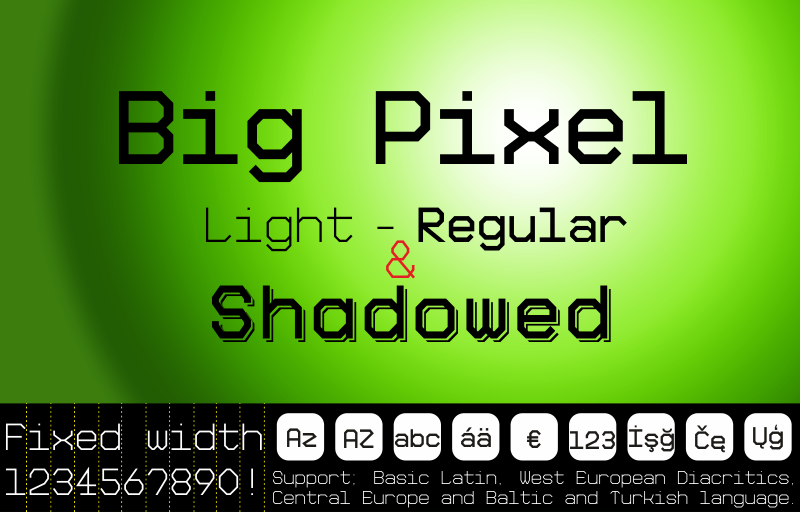 Big Pixel
Light - Regular
&
Shadowed
Fixed width
1234567890!
Az AZ abc áä € 123 İşğ Čę Ųģ
Support: Basic Latin, West European Diacritics,
Central Europe and Baltic and Turkish language.